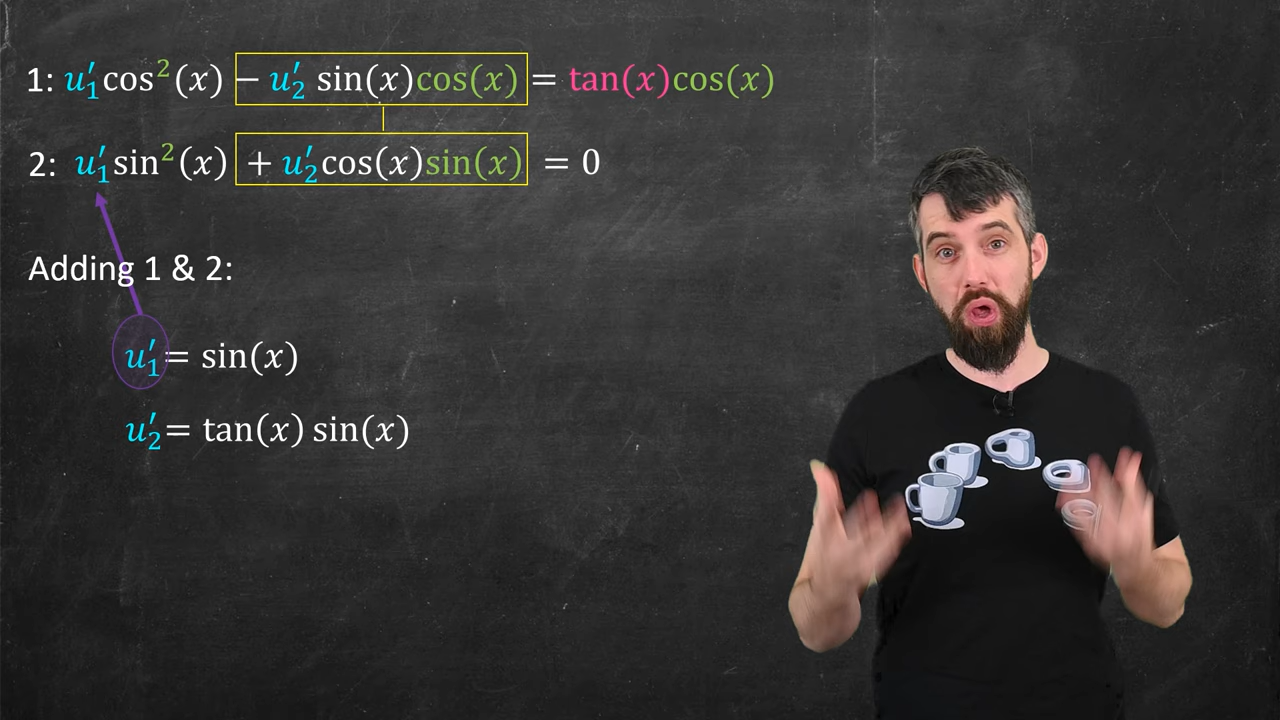 1: u₁′cos²(x) − u₂′ sin(x)cos(x) = tan(x)cos(x)
2: u₁′sin²(x) + u₂′cos(x)sin(x) = 0
Adding 1 & 2:
u₁′= sin(x)
u₂′= tan(x) sin(x)